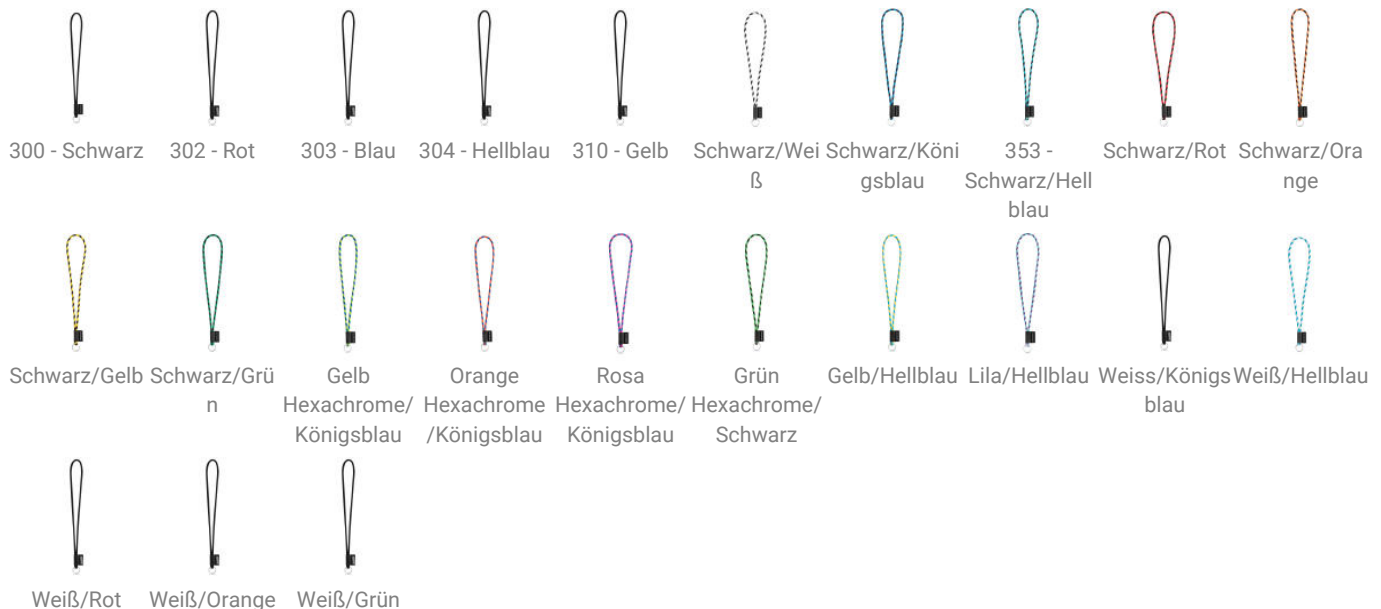 300 - Schwarz
302 - Rot
303 - Blau
304 - Hellblau
310 - Gelb
Schwarz/Wei
ß
Schwarz/Köni
gsblau
353 -
Schwarz/Hell
blau
Schwarz/Rot
Schwarz/Ora
nge
Schwarz/Gelb
Schwarz/Grü
n
Gelb
Hexachrome/
Königsblau
Orange
Hexachrome
/Königsblau
Rosa
Hexachrome/
Königsblau
Grün
Hexachrome/
Schwarz
Gelb/Hellblau
Lila/Hellblau
Weiss/Königs
blau
Weiß/Hellblau
Weiß/Rot
Weiß/Orange
Weiß/Grün